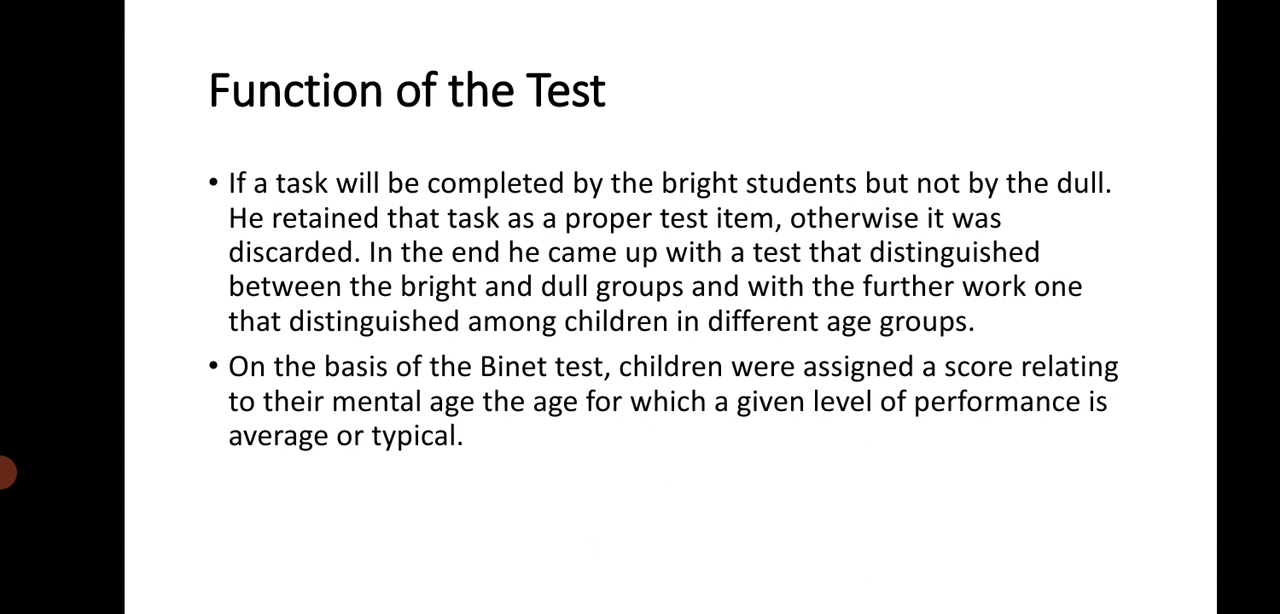 Function of the Test
• If a task will be completed by the bright students but not by the dull.
He retained that task as a proper test item, otherwise it was
discarded. In the end he came up with a test that distinguished
between the bright and dull groups and with the further work one
that distinguished among children in different age groups.
• On the basis of the Binet test, children were assigned a score relating
to their mental age the age for which a given level of performance is
average or typical.